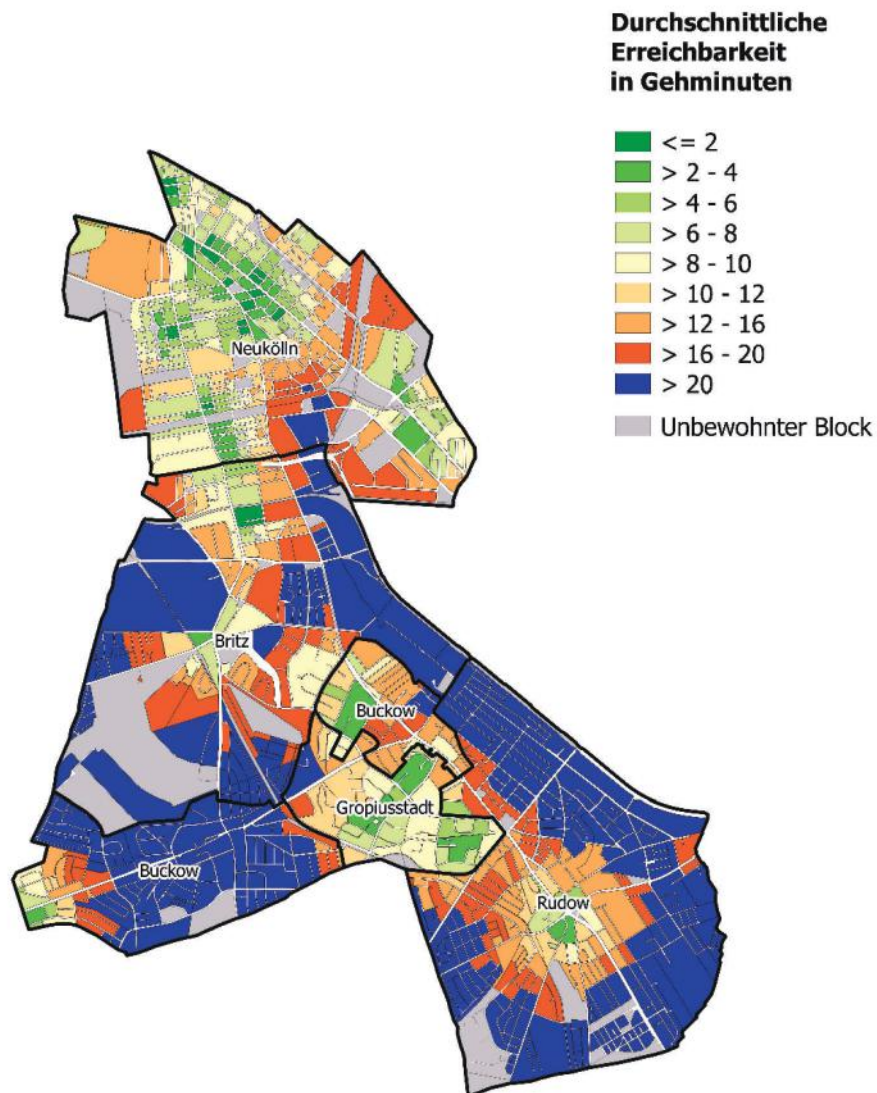 Durchschnittliche
Erreichbarkeit
in Gehminuten
<= 2
> 2 - 4
> 4 - 6
> 6 - 8
> 8 - 10
> 10 - 12
> 12 - 16
> 16 - 20
> 20
Unbewohnter Block
Neukölln
Britz
Buckow
Gropiusstadt
Buckow
Rudow